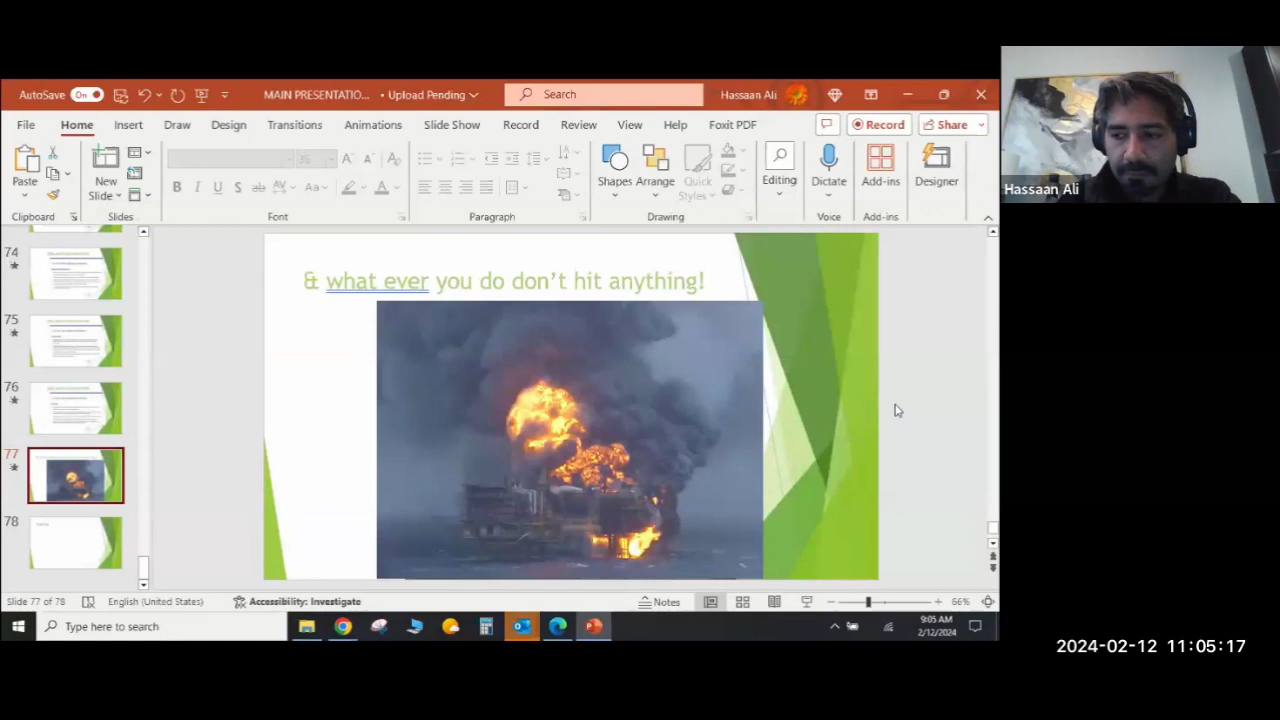 AutoSave On MAIN PRESENTATIO... • Upload Pending Search Hassaan Ali
File Home Insert Draw Design Transitions Animations Slide Show Record Review View Help Foxit PDF Record Share
Paste New Slide 36 B I U S ab AV Aa A Shapes Arrange Quick Styles Editing Dictate Add-ins Designer
Clipboard Slides Font Paragraph Drawing Voice Add-ins
Hassaan Ali
74
75
76
77
78
& what ever you do don't hit anything!
Slide 77 of 78 English (United States) Accessibility: Investigate Notes 66%
Type here to search 9:05 AM
2/12/2024
2024-02-12 11:05:17